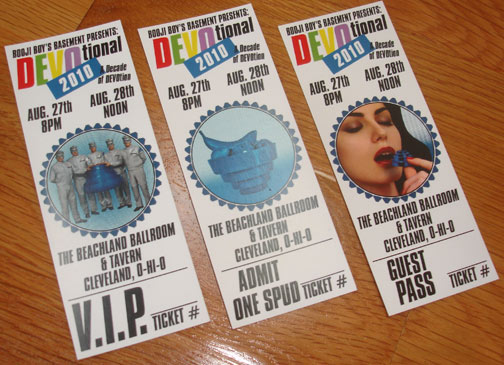 BOOJI BOY'S BASEMENT PRESENTS:
DEVOtional
2010
A Decade
of DEVOtion
AUG. 27th
8PM
AUG. 28th
NOON
THE BEACHLAND BALLROOM
& TAVERN
CLEVELAND, O-HI-O
V.I.P. TICKET #
BOOJI BOY'S BASEMENT PRESENTS:
DEVOtional
2010
A Decade
of DEVOtion
AUG. 27th
8PM
AUG. 28th
NOON
THE BEACHLAND BALLROOM
& TAVERN
CLEVELAND, O-HI-O
ADMIT
ONE SPUD TICKET #
BOOJI BOY'S BASEMENT PRESENTS:
DEVOtional
2010
A Decade
of DEVOtion
AUG. 27th
8PM
AUG. 28th
NOON
THE BEACHLAND BALLROOM
& TAVERN
CLEVELAND, O-HI-O
GUEST
PASS TICKET #